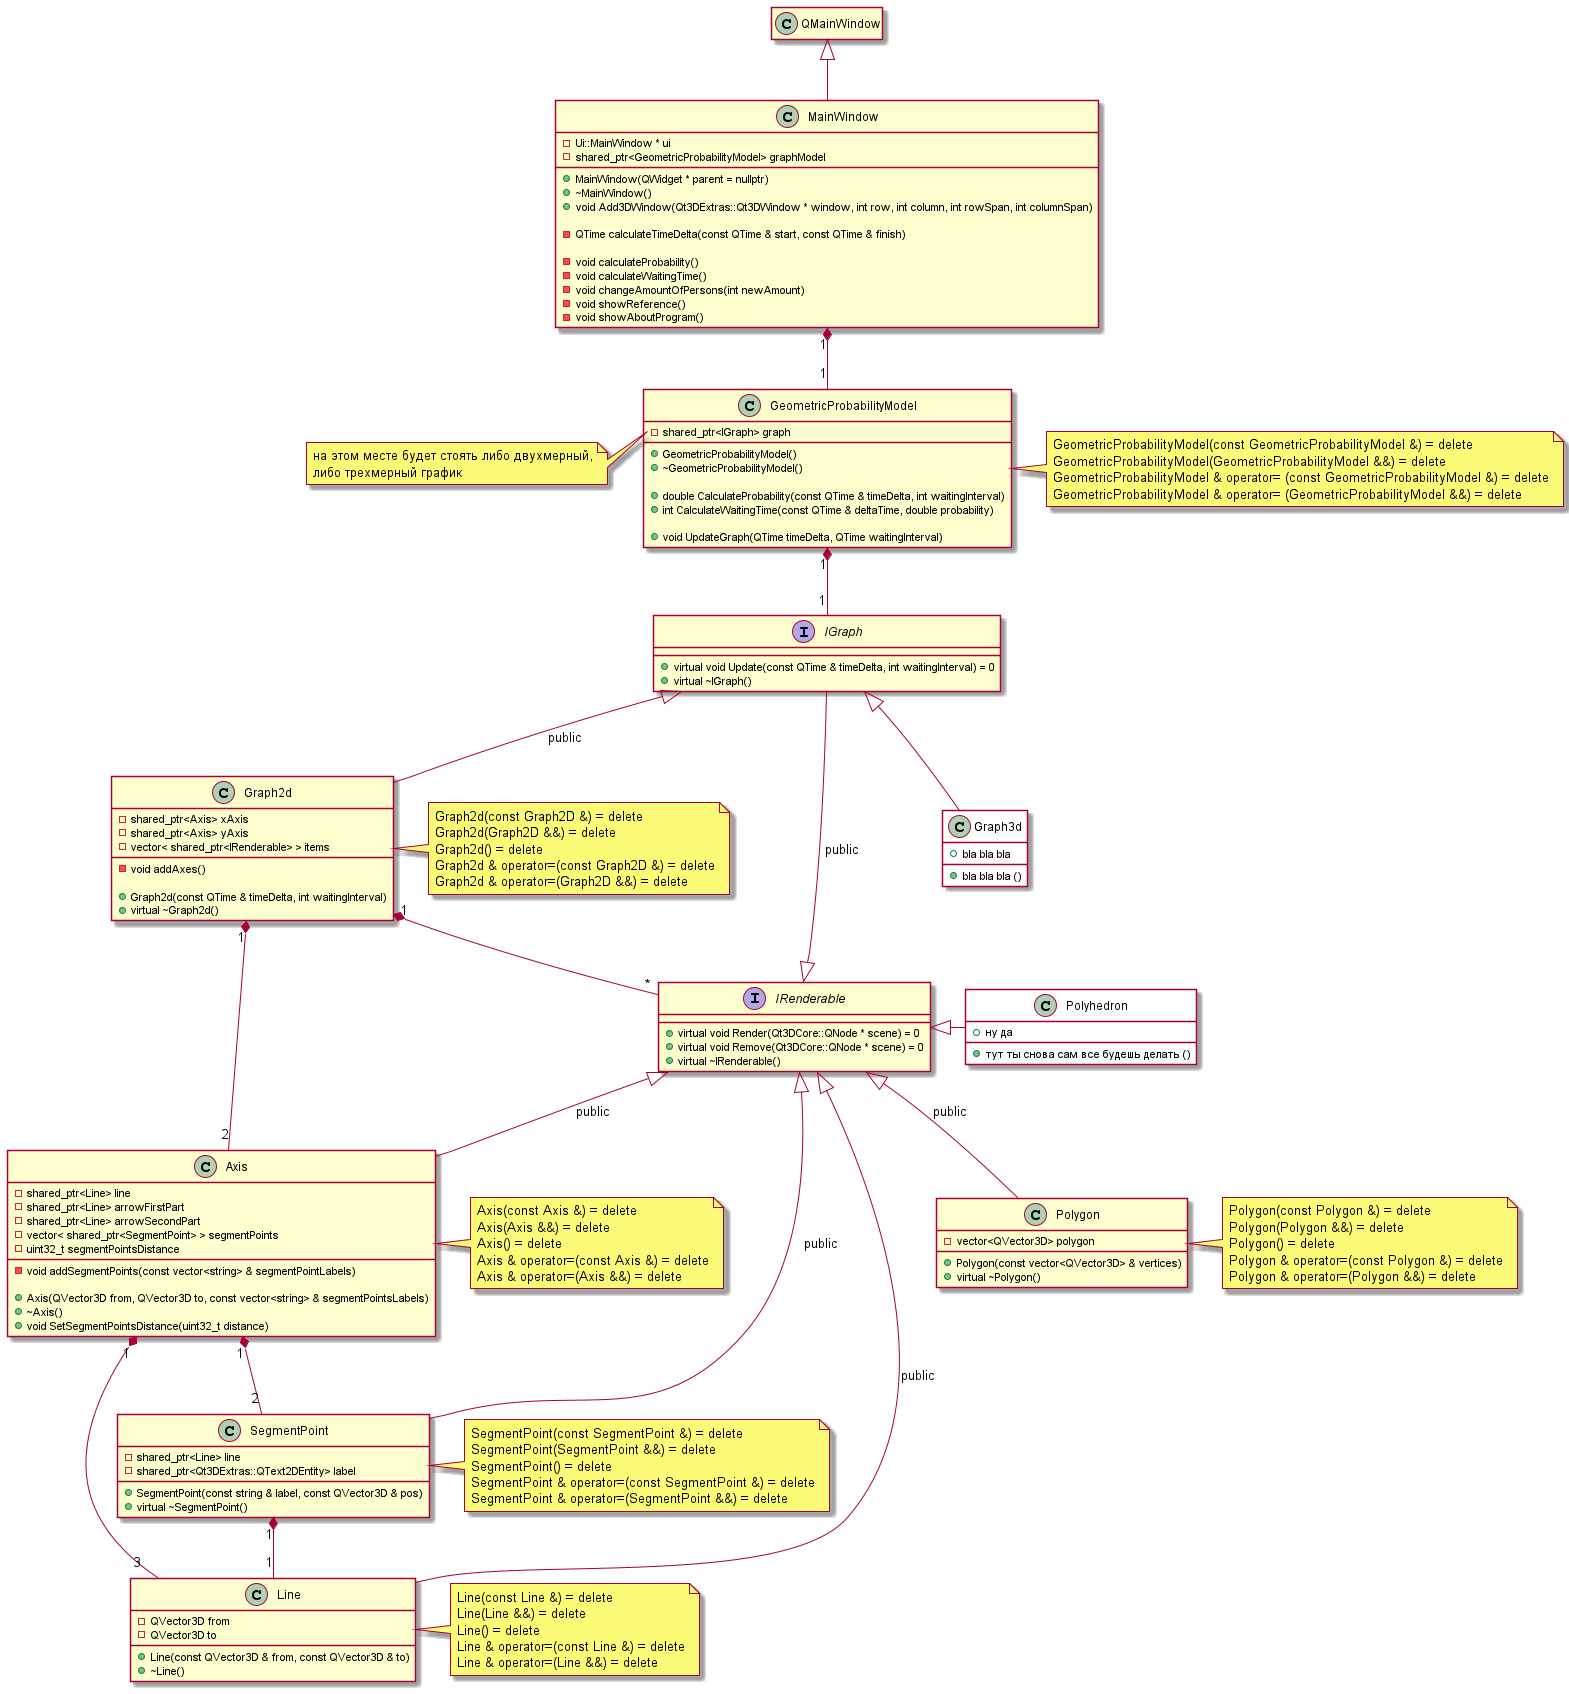 QMainWindow
MainWindow
Ui::MainWindow * ui
shared_ptr<GeometricProbabilityModel> graphModel
MainWindow(QWidget * parent = nullptr)
~MainWindow()
void Add3DWindow(Qt3DExtras::Qt3DWindow * window, int row, int column, int rowSpan, int columnSpan)
QTime calculateTimeDelta(const QTime & start, const QTime & finish)
void calculateProbability()
void calculateWaitingTime()
void changeAmountOfPersons(int newAmount)
void showReference()
void showAboutProgram()
1
1
GeometricProbabilityModel
shared_ptr<IGraph> graph
GeometricProbabilityModel()
~GeometricProbabilityModel()
double CalculateProbability(const QTime & timeDelta, int waitingInterval)
int CalculateWaitingTime(const QTime & deltaTime, double probability)
void UpdateGraph(QTime timeDelta, QTime waitingInterval)
на этом месте будет стоять либо двухмерный,
либо трехмерный график
GeometricProbabilityModel(const GeometricProbabilityModel &) = delete
GeometricProbabilityModel(GeometricProbabilityModel &&) = delete
GeometricProbabilityModel & operator= (const GeometricProbabilityModel &) = delete
GeometricProbabilityModel & operator= (GeometricProbabilityModel &&) = delete
1
1
IGraph
virtual void Update(const QTime & timeDelta, int waitingInterval) = 0
virtual ~IGraph()
public
public
Graph2d
shared_ptr<Axis> xAxis
shared_ptr<Axis> yAxis
vector< shared_ptr<IRenderable> > items
void addAxes()
Graph2d(const QTime & timeDelta, int waitingInterval)
virtual ~Graph2d()
Graph2d(const Graph2D &) = delete
Graph2d(Graph2D &&) = delete
Graph2d() = delete
Graph2d & operator=(const Graph2D &) = delete
Graph2d & operator=(Graph2D &&) = delete
Graph3d
bla bla bla
bla bla bla ()
1
1
*
2
IRenderable
virtual void Render(Qt3DCore::QNode * scene) = 0
virtual void Remove(Qt3DCore::QNode * scene) = 0
virtual ~IRenderable()
Polyhedron
ну да
тут ты снова сам все будешь делать ()
public
public
public
public
Axis
shared_ptr<Line> line
shared_ptr<Line> arrowFirstPart
shared_ptr<Line> arrowSecondPart
vector< shared_ptr<SegmentPoint> > segmentPoints
uint32_t segmentPointsDistance
void addSegmentPoints(const vector<string> & segmentPointLabels)
Axis(QVector3D from, QVector3D to, const vector<string> & segmentPointsLabels)
~Axis()
void SetSegmentPointsDistance(uint32_t distance)
Axis(const Axis &) = delete
Axis(Axis &&) = delete
Axis() = delete
Axis & operator=(const Axis &) = delete
Axis & operator=(Axis &&) = delete
Polygon
vector<QVector3D> polygon
Polygon(const vector<QVector3D> & vertices)
virtual ~Polygon()
Polygon(const Polygon &) = delete
Polygon(Polygon &&) = delete
Polygon() = delete
Polygon & operator=(const Polygon &) = delete
Polygon & operator=(Polygon &&) = delete
1
1
2
SegmentPoint
shared_ptr<Line> line
shared_ptr<Qt3DExtras::QText2DEntity> label
SegmentPoint(const string & label, const QVector3D & pos)
virtual ~SegmentPoint()
SegmentPoint(const SegmentPoint &) = delete
SegmentPoint(SegmentPoint &&) = delete
SegmentPoint() = delete
SegmentPoint & operator=(const SegmentPoint &) = delete
SegmentPoint & operator=(SegmentPoint &&) = delete
1
3
1
Line
QVector3D from
QVector3D to
Line(const QVector3D & from, const QVector3D & to)
~Line()
Line(const Line &) = delete
Line(Line &&) = delete
Line() = delete
Line & operator=(const Line &) = delete
Line & operator=(Line &&) = delete